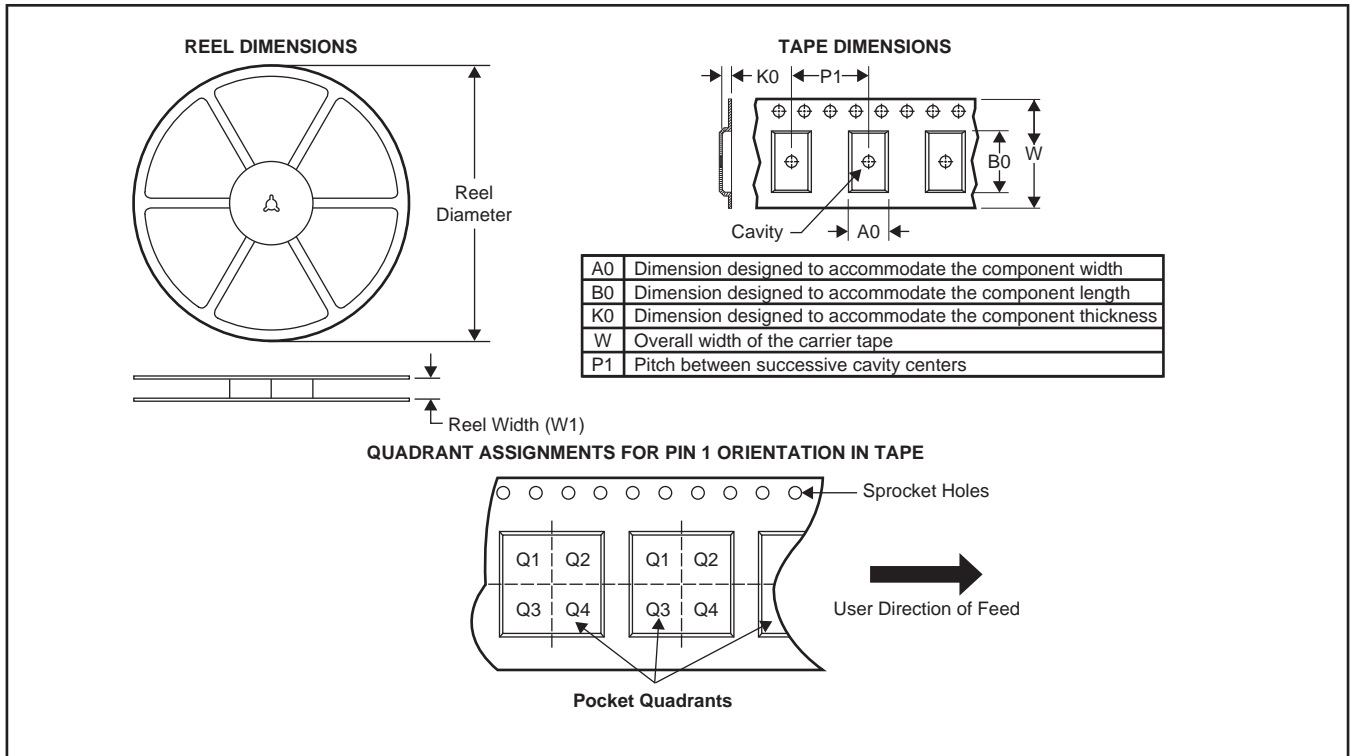 REEL DIMENSIONS
Reel
Diameter
Reel Width (W1)
TAPE DIMENSIONS
K0
P1
B0
W
Cavity
A0
A0 Dimension designed to accommodate the component width
B0 Dimension designed to accommodate the component length
K0 Dimension designed to accommodate the component thickness
W Overall width of the carrier tape
P1 Pitch between successive cavity centers
QUADRANT ASSIGNMENTS FOR PIN 1 ORIENTATION IN TAPE
Sprocket Holes
Q1 Q2 Q1 Q2
Q3 Q4 Q3 Q4
User Direction of Feed
Pocket Quadrants